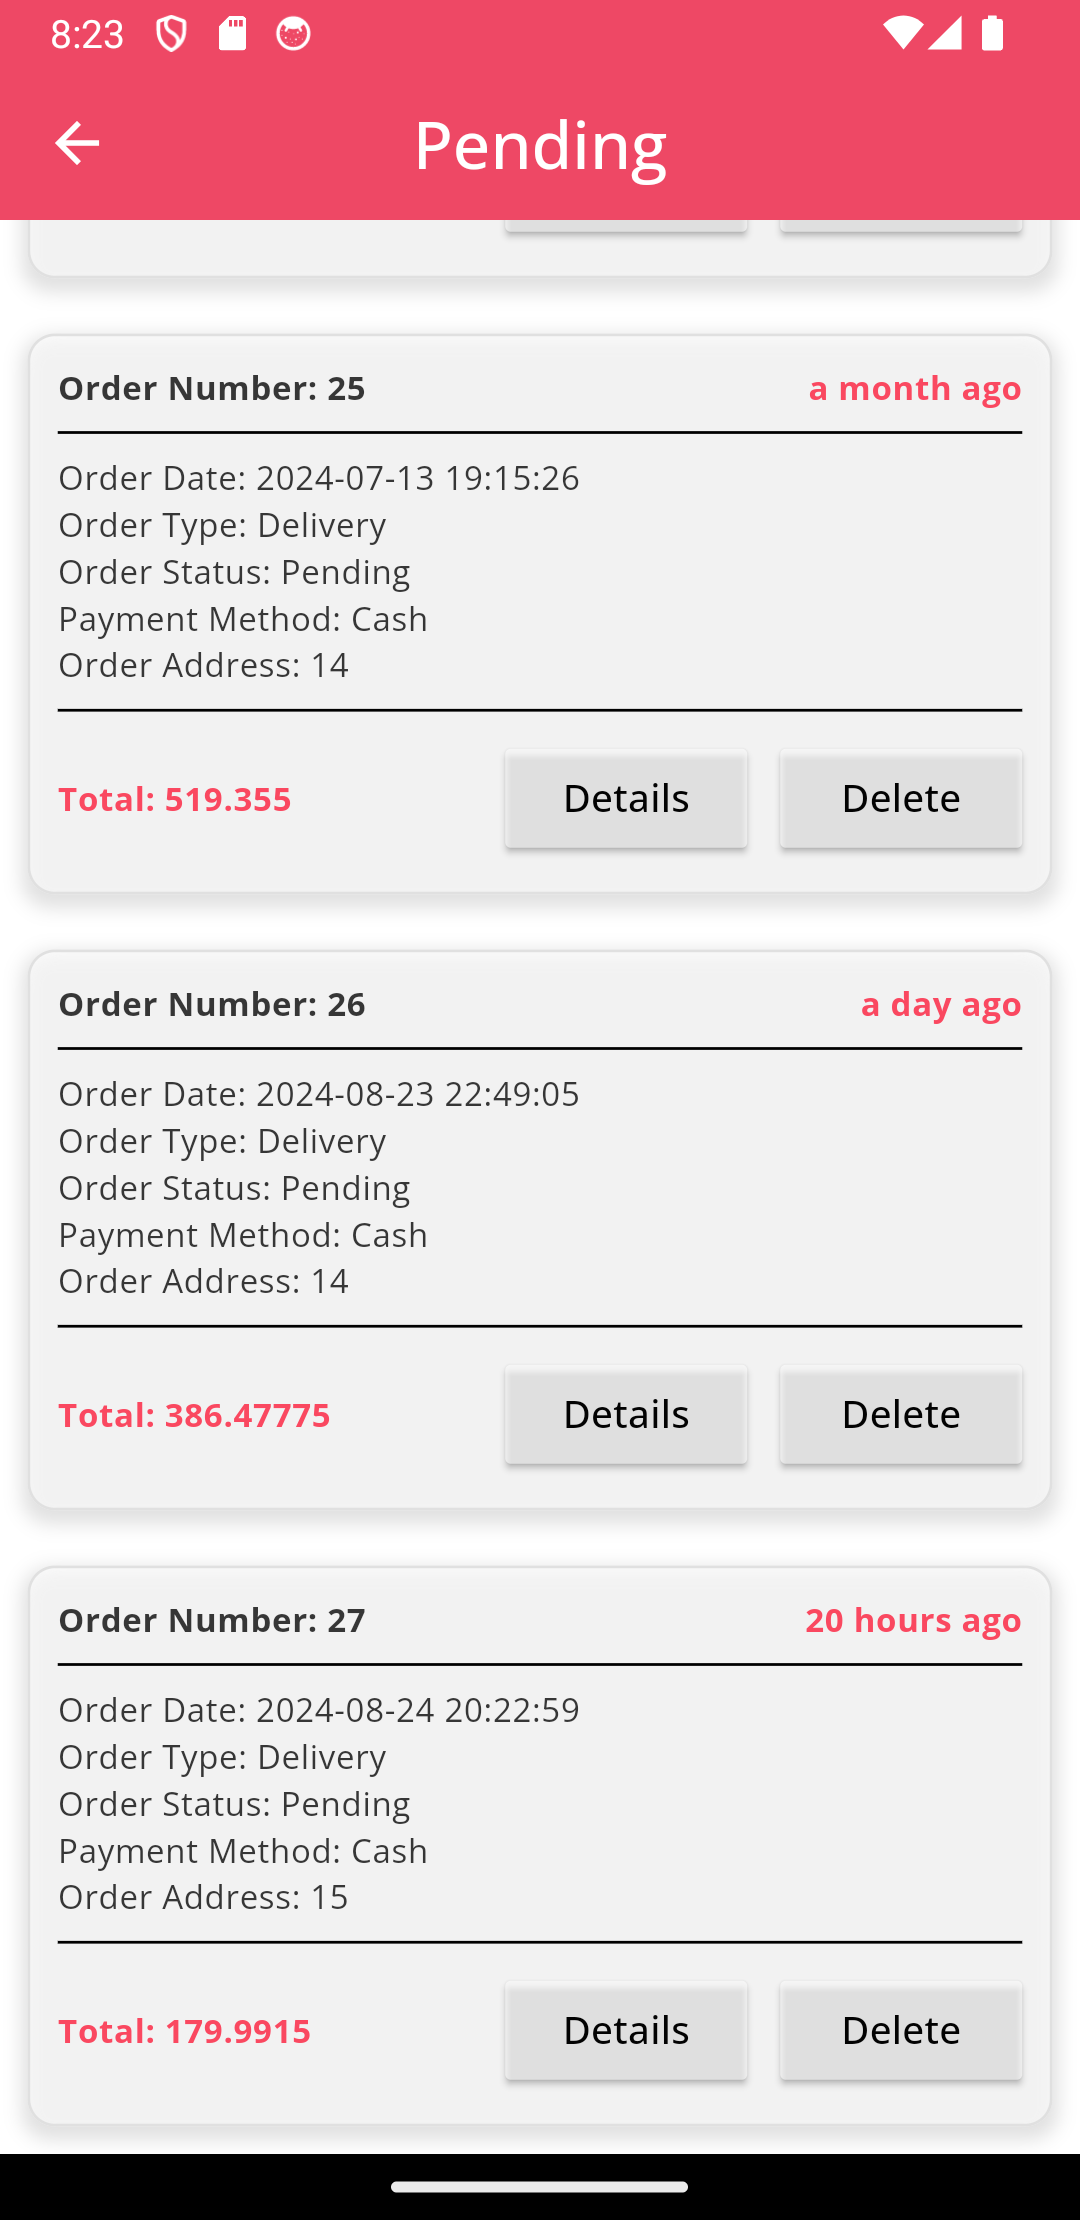 8:23
Pending
Order Number: 25 a month ago
Order Date: 2024-07-13 19:15:26
Order Type: Delivery
Order Status: Pending
Payment Method: Cash
Order Address: 14
Total: 519.355 Details Delete
Order Number: 26 a day ago
Order Date: 2024-08-23 22:49:05
Order Type: Delivery
Order Status: Pending
Payment Method: Cash
Order Address: 14
Total: 386.47775 Details Delete
Order Number: 27 20 hours ago
Order Date: 2024-08-24 20:22:59
Order Type: Delivery
Order Status: Pending
Payment Method: Cash
Order Address: 15
Total: 179.9915 Details Delete